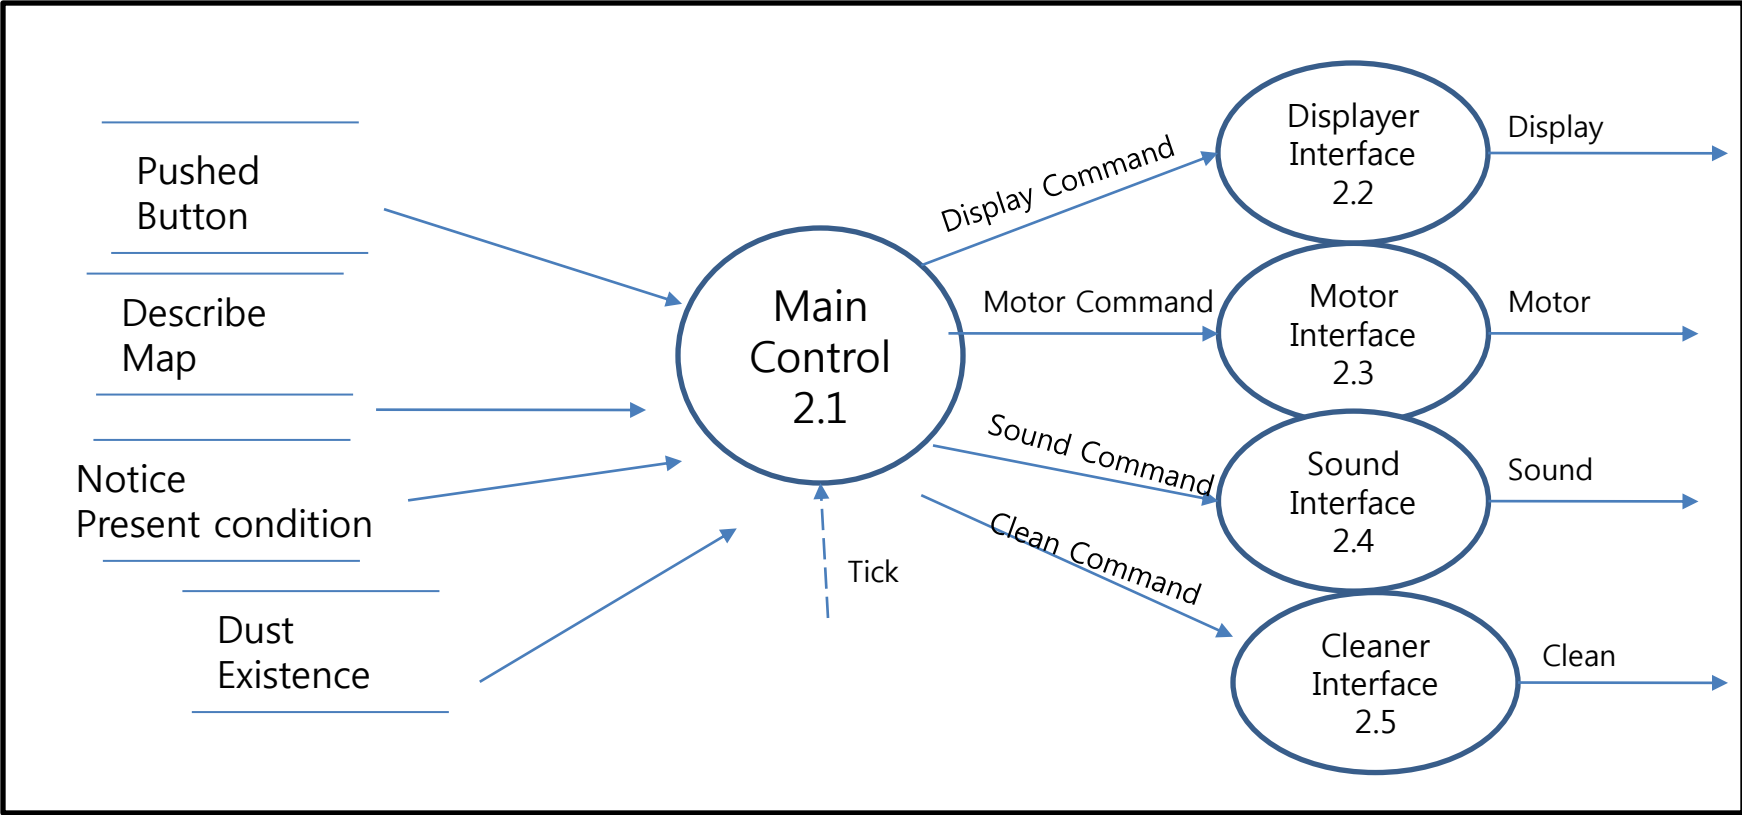 Pushed
Button
Describe
Map
Notice
Present condition
Dust
Existence
Main
Control
2.1
Tick
Display Command
Motor Command
Sound Command
Clean Command
Displayer
Interface
2.2
Display
Motor
Interface
2.3
Motor
Sound
Interface
2.4
Sound
Cleaner
Interface
2.5
Clean